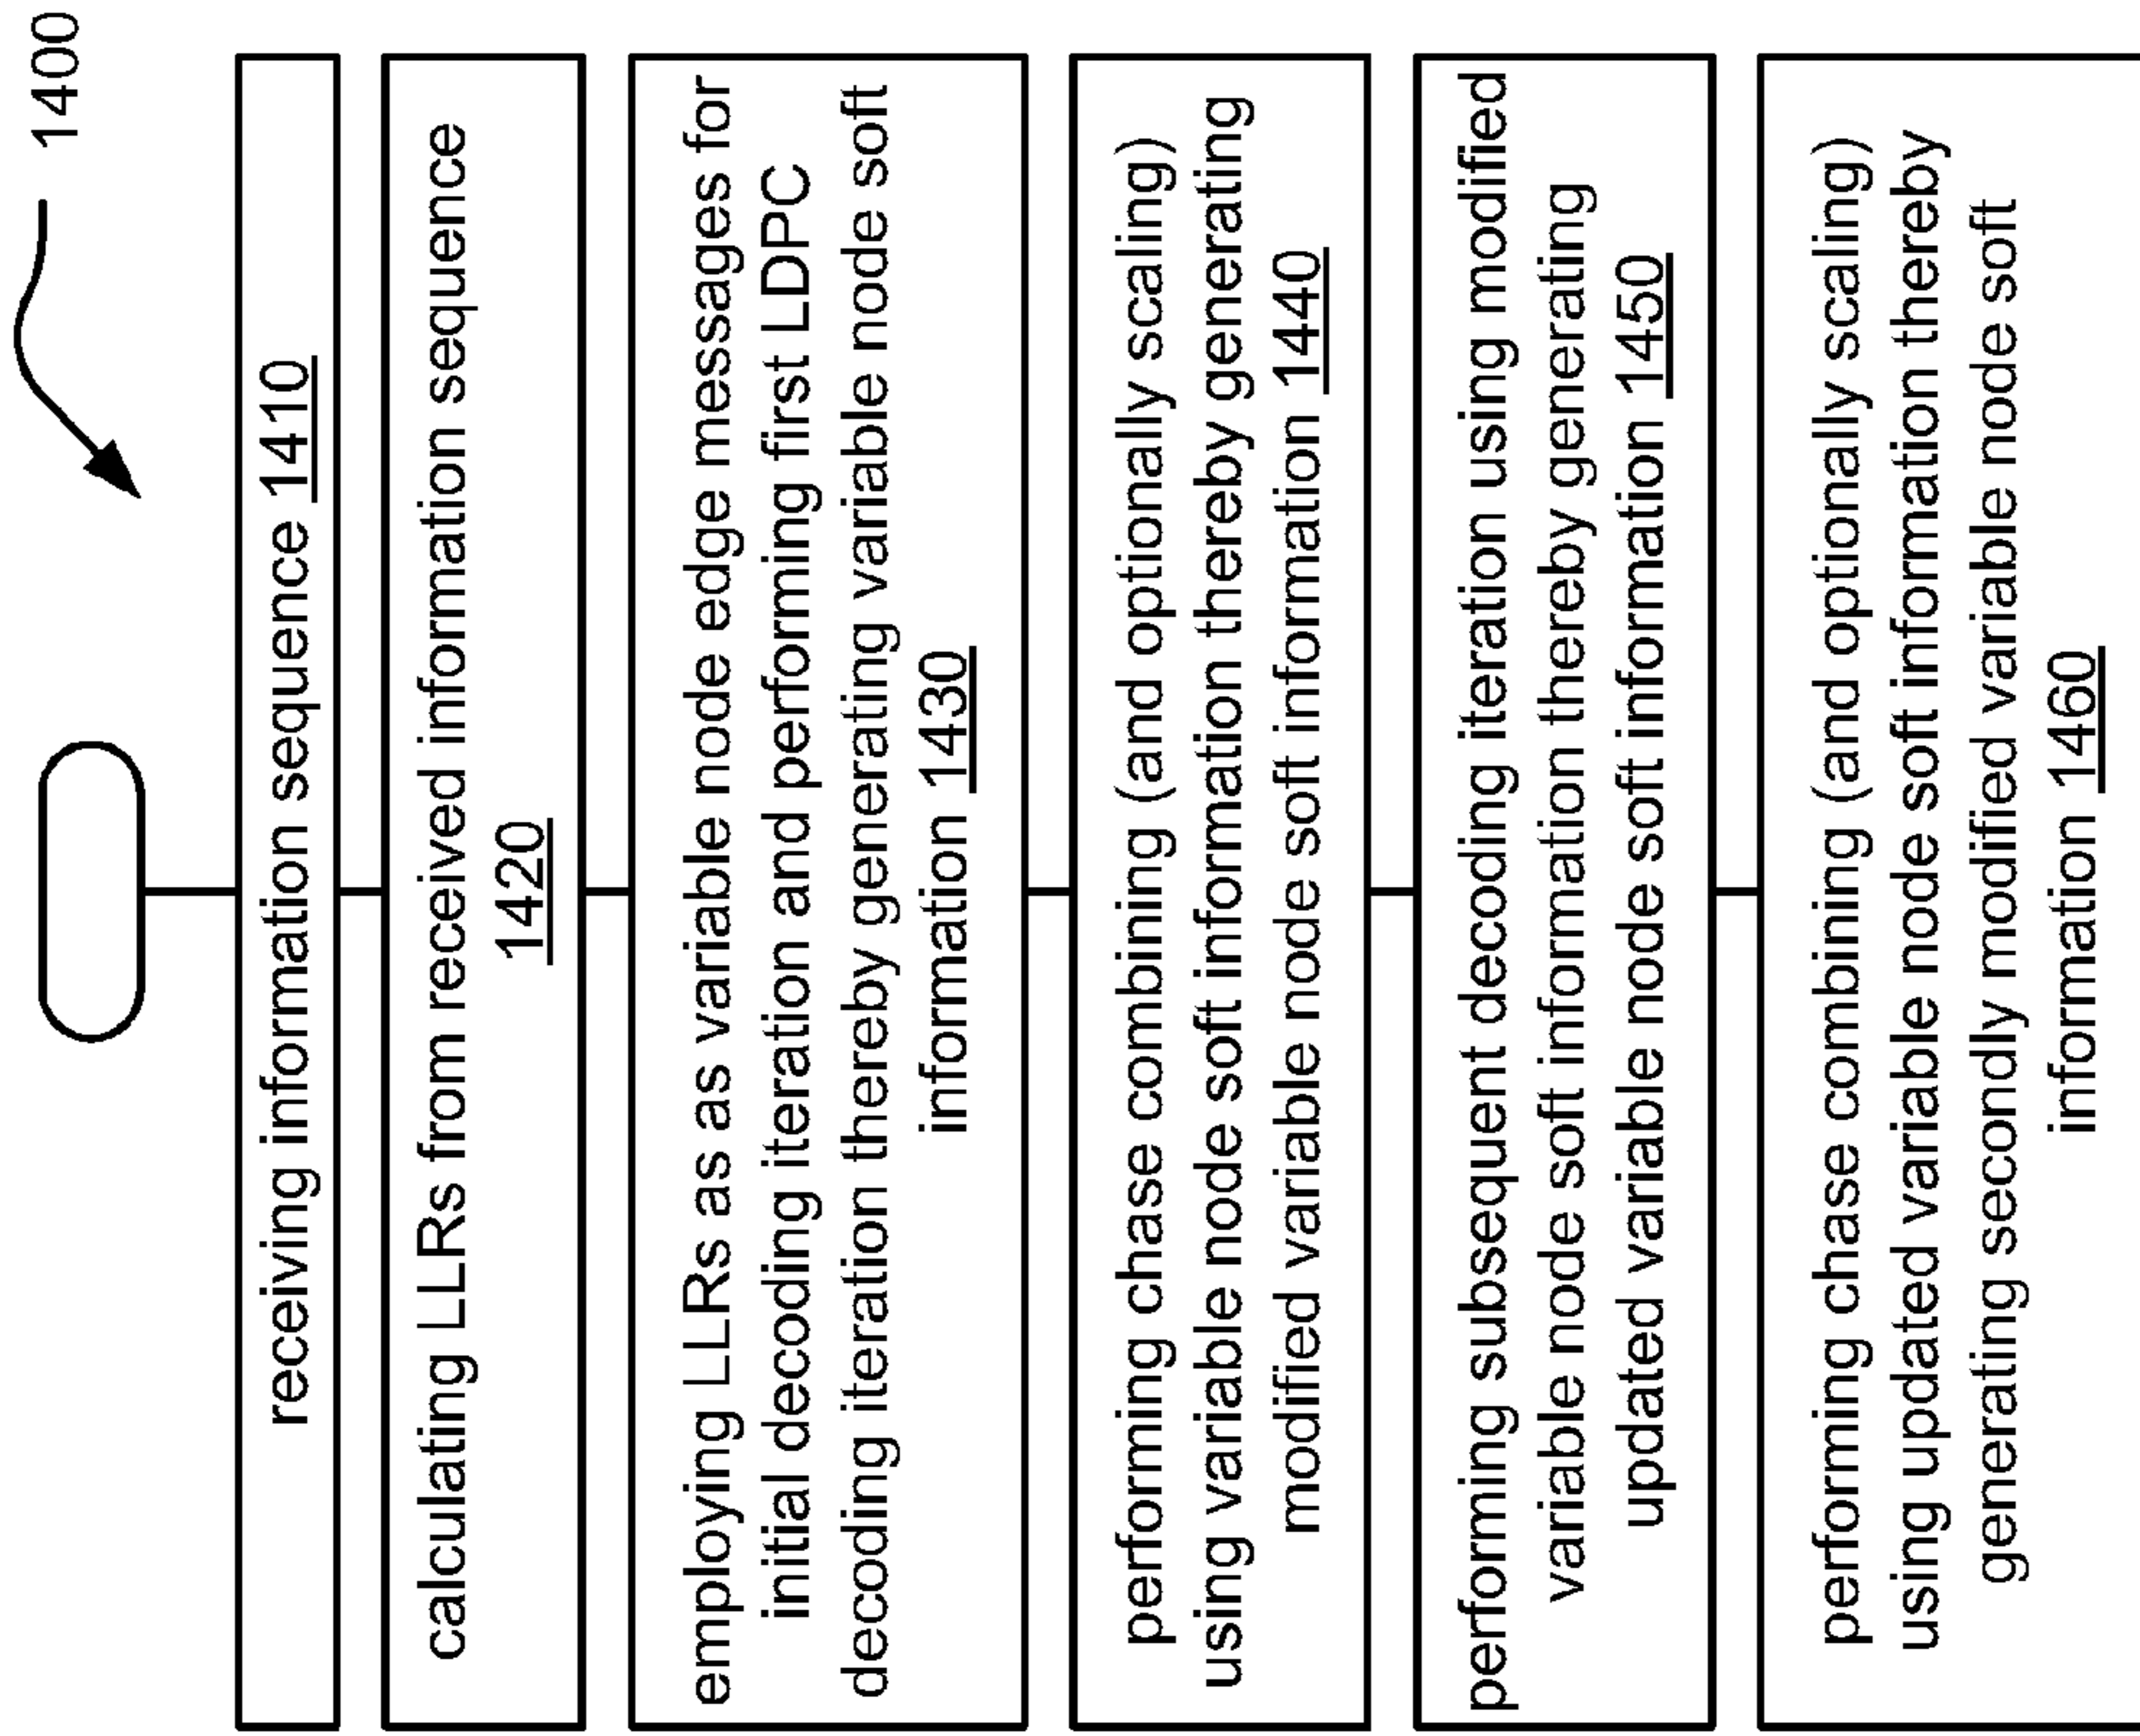 1400
receiving information sequence 1410
calculating LLRs from received information sequence
1420
employing LLRs as as variable node edge messages for
initial decoding iteration and performing first LDPC
decoding iteration thereby generating variable node soft
information 1430
performing chase combining (and optionally scaling)
using variable node soft information thereby generating
modified variable node soft information 1440
performing subsequent decoding iteration using modified
variable node soft information thereby generating
updated variable node soft information 1450
performing chase combining (and optionally scaling)
using updated variable node soft information thereby
generating secondly modified variable node soft
information 1460